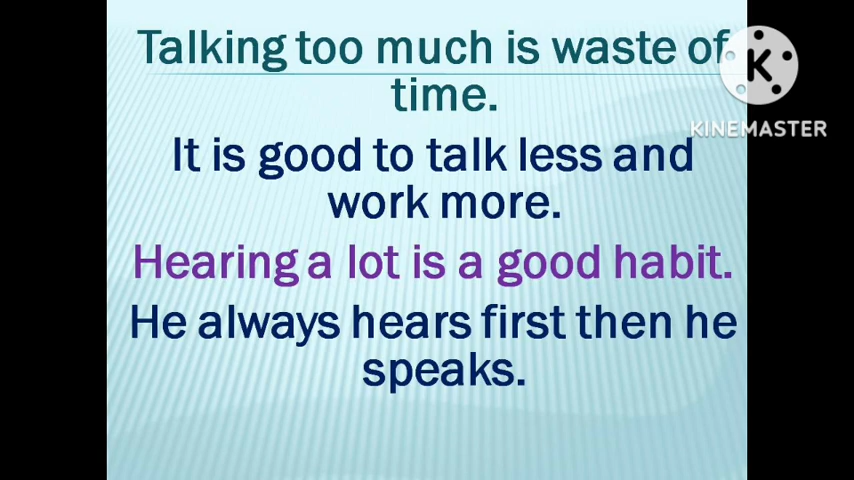 Talking too much is waste of
time.
It is good to talk less and
work more.
Hearing a lot is a good habit.
He always hears first then he
speaks.
K
KINEMASTER